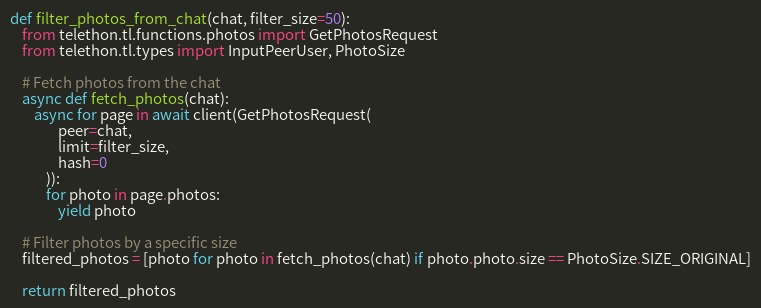 def filter_photos_from_chat(chat, filter_size=50):
    from telethon.tl.functions.photos import GetPhotosRequest
    from telethon.tl.types import InputPeerUser, PhotoSize

    # Fetch photos from the chat
    async def fetch_photos(chat):
        async for page in await client(GetPhotosRequest(
                peer=chat,
                limit=filter_size,
                hash=0
            )):
            for photo in page.photos:
                yield photo

    # Filter photos by a specific size
    filtered_photos = [photo for photo in fetch_photos(chat) if photo.photo.size == PhotoSize.SIZE_ORIGINAL]

    return filtered_photos